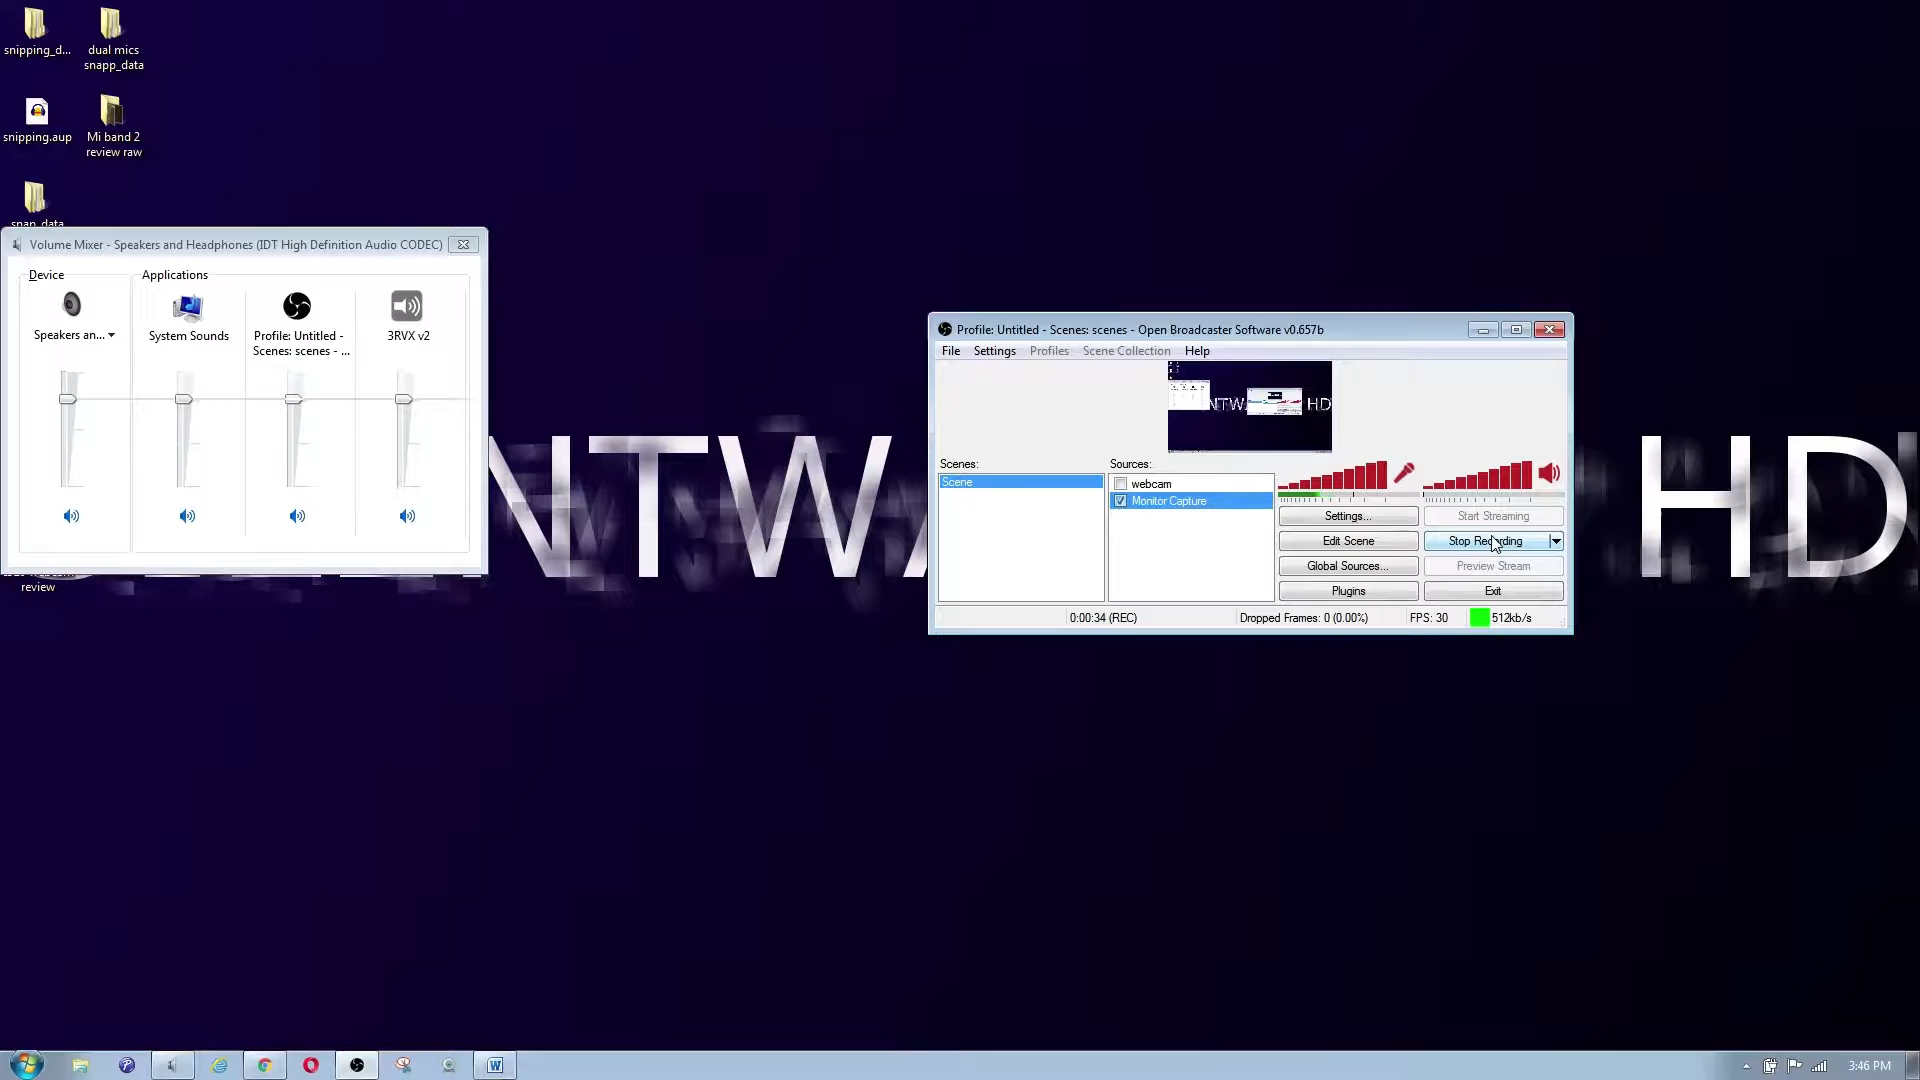 snipping_d...
dual mics
snapp_data
snipping.aup
Mi band 2
review raw
snap_data
Volume Mixer - Speakers and Headphones (IDT High Definition Audio CODEC)
Device
Applications
Speakers an...
System Sounds
Profile: Untitled -
Scenes: scenes - ...
3RVX v2
review
NTW
HD
Profile: Untitled - Scenes: scenes - Open Broadcaster Software v0.657b
File Settings Profiles Scene Collection Help
NTW HD
Scenes:
Sources:
Scene
webcam
Monitor Capture
Settings...
Start Streaming
Edit Scene
Stop Recording
Global Sources...
Preview Stream
Plugins
Exit
0:00:34 (REC)
Dropped Frames: 0 (0.00%)
FPS: 30
512kb/s
3:46 PM